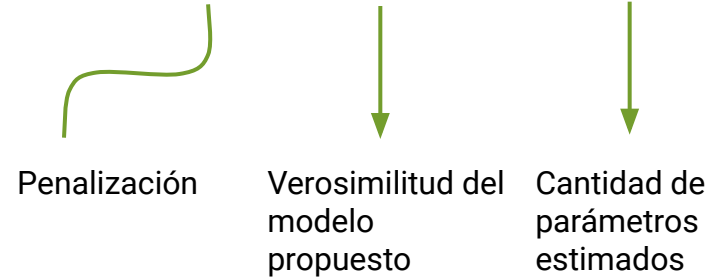 Penalización
Verosimilitud del
modelo
propuesto
Cantidad de
parámetros
estimados